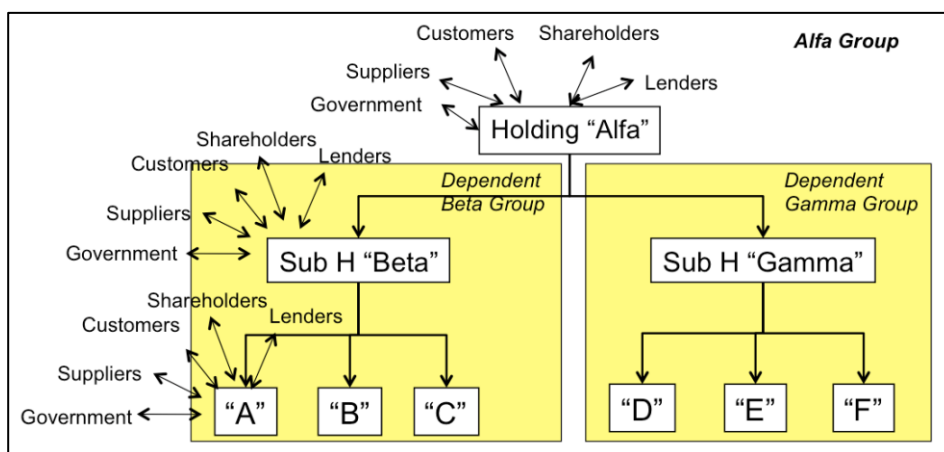 Customers
Shareholders
Alfa Group
Suppliers
Lenders
Government
Holding “Alfa”
Shareholders
Customers
Lenders
Dependent
Beta Group
Dependent
Gamma Group
Suppliers
Government
Sub H “Beta”
Sub H “Gamma”
Shareholders
Customers
Lenders
Suppliers
Government
“A”
“B”
“C”
“D”
“E”
“F”